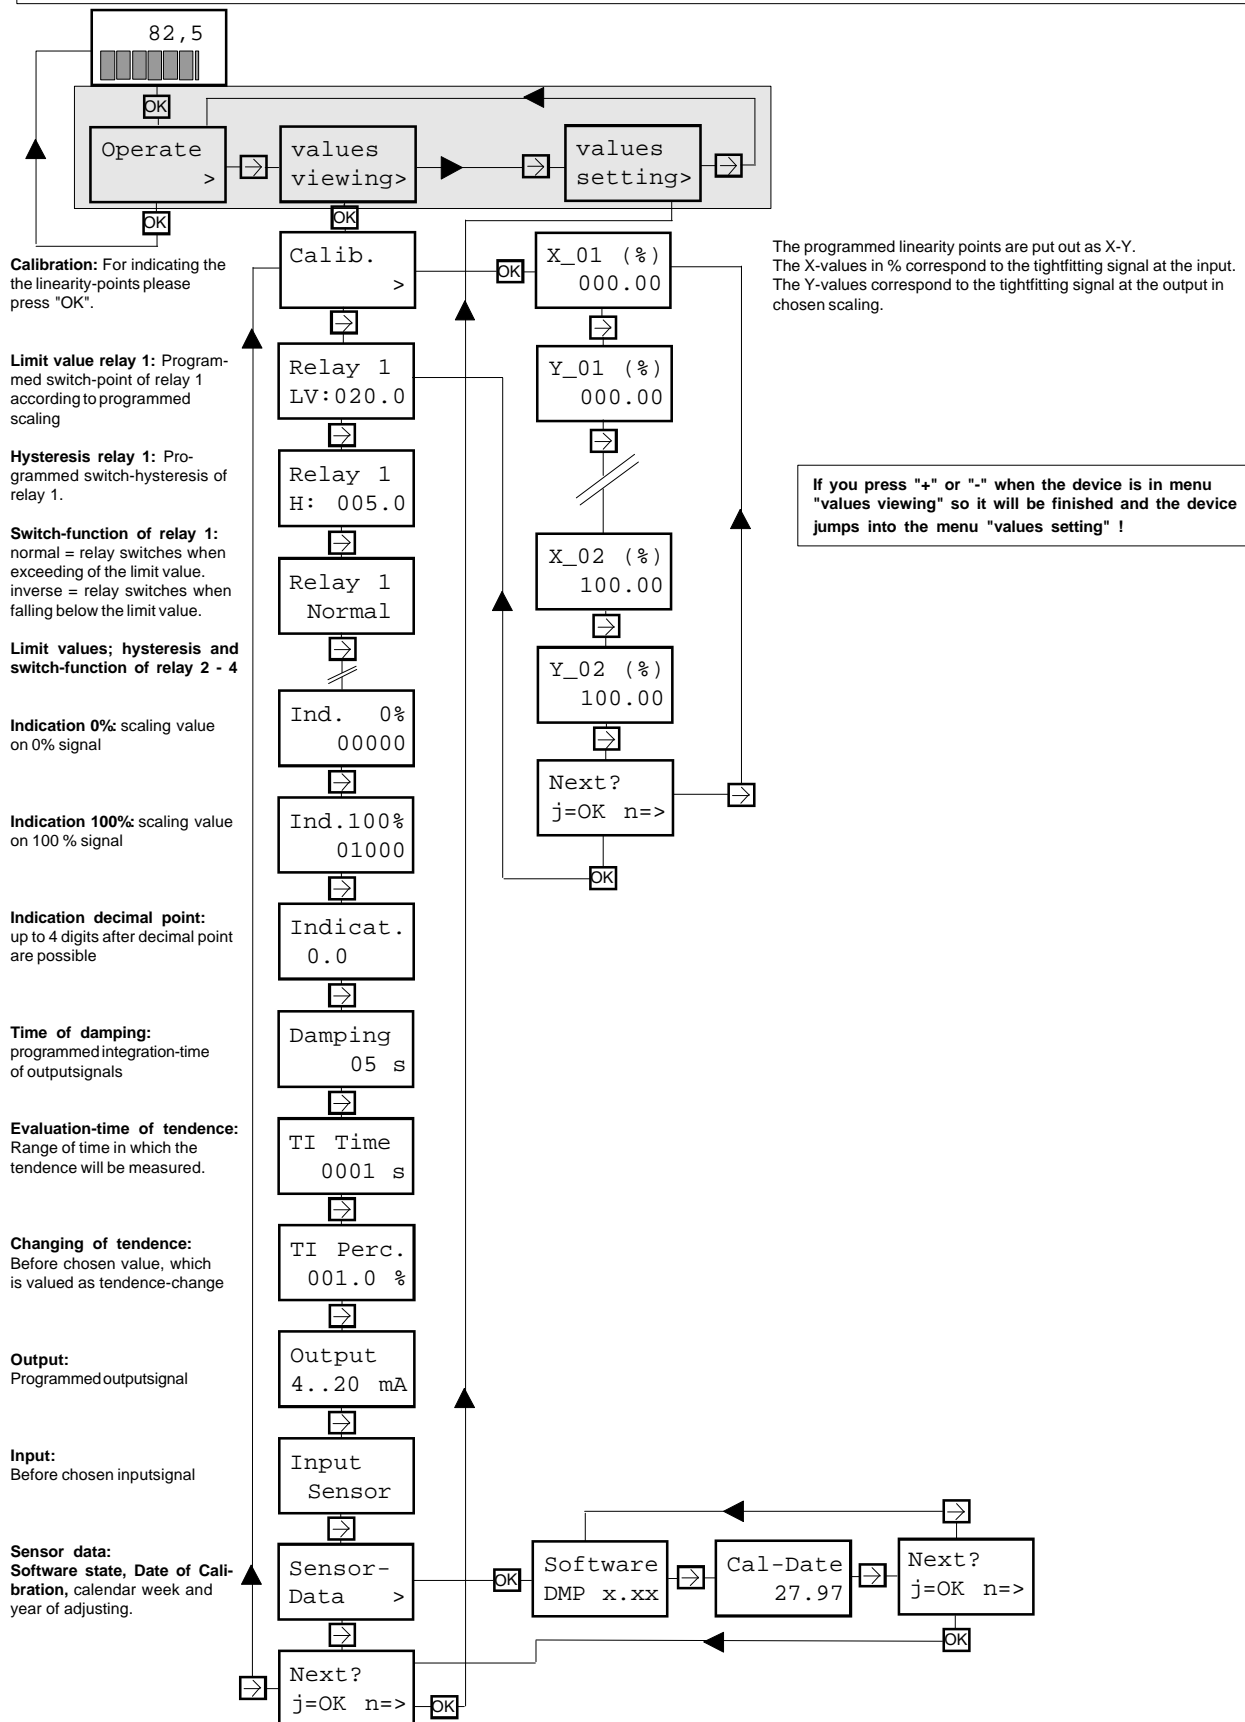 82,5
OK
Operate
>
values
viewing>
values
setting>
OK
OK
Calibration: For indicating the
the linearity-points please
press "OK".
Calib.
>
OK
X_01 (%)
000.00
The programmed linearity points are put out as X-Y.
The X-values in % correspond to the tightfitting signal at the input.
The Y-values correspond to the tightfitting signal at the output in
chosen scaling.
Limit value relay 1: Program-
med switch-point of relay 1
according to programmed
scaling
Relay 1
LV:020.0
Y_01 (%)
000.00
Hysteresis relay 1: Pro-
grammed switch-hysteresis of
relay 1.
Relay 1
H: 005.0
If you press "+" or "-" when the device is in menu
"values viewing" so it will be finished and the device
jumps into the menu "values setting" !
Switch-function of relay 1:
normal = relay switches when
exceeding of the limit value.
inverse = relay switches when
falling below the limit value.
Relay 1
Normal
X_02 (%)
100.00
Limit values; hysteresis and
switch-function of relay 2 - 4
Y_02 (%)
100.00
Indication 0%: scaling value
on 0% signal
Ind. 0%
00000
Next?
j=OK n=>
OK
Indication 100%: scaling value
on 100 % signal
Ind.100%
01000
Indication decimal point:
up to 4 digits after decimal point
are possible
Indicat.
0.0
Time of damping:
programmed integration-time
of outputsignals
Damping
05 s
Evaluation-time of tendence:
Range of time in which the
tendence will be measured.
TI Time
0001 s
Changing of tendence:
Before chosen value, which
is valued as tendence-change
TI Perc.
001.0 %
Output:
Programmed outputsignal
Output
4..20 mA
Input:
Before chosen inputsignal
Input
Sensor
Sensor data:
Software state, Date of Cali-
bration, calendar week and
year of adjusting.
Sensor-
Data >
OK
Software
DMP x.xx
Cal-Date
27.97
Next?
j=OK n=>
OK
Next?
j=OK n=>
OK